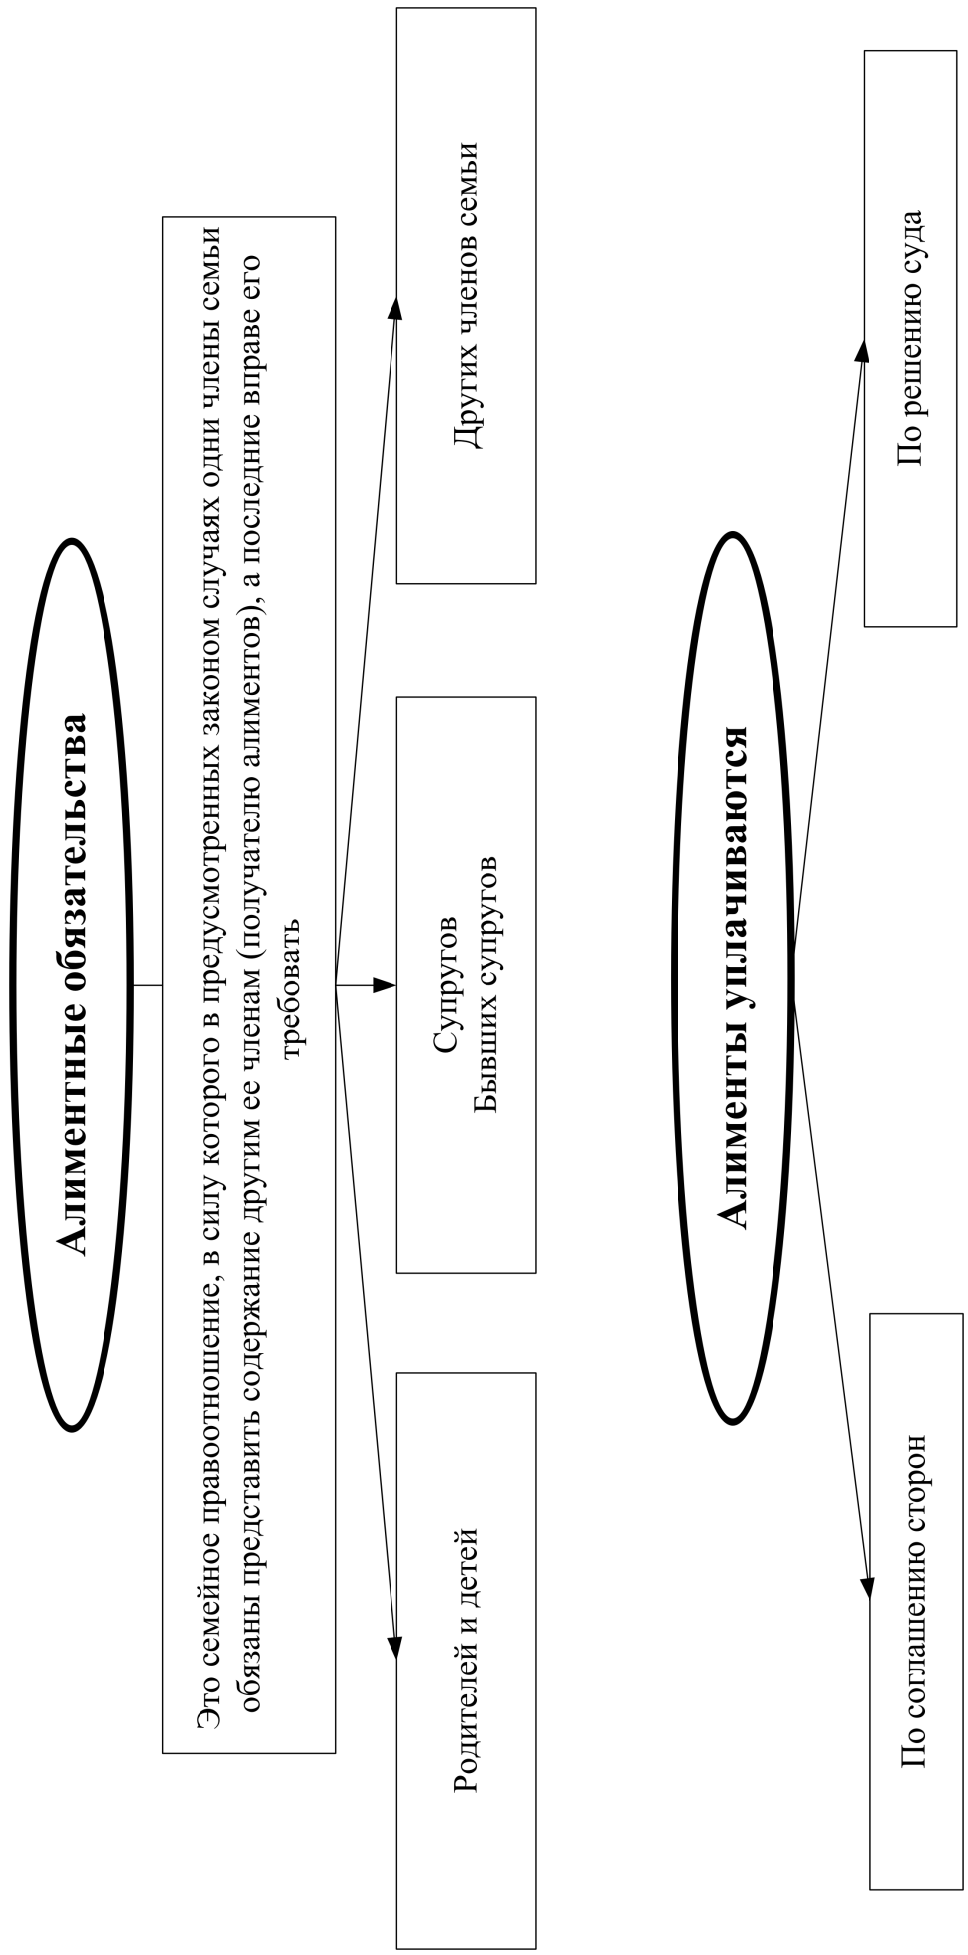 Алиментные обязательства
Это семейное правоотношение, в силу которого в предусмотренных законом случаях одни члены семьи
обязаны представить содержание другим ее членам (получателю алиментов), а последние вправе его
требовать
Родителей и детей
Супругов
Бывших супругов
Других членов семьи
Алименты уплачиваются
По соглашению сторон
По решению суда